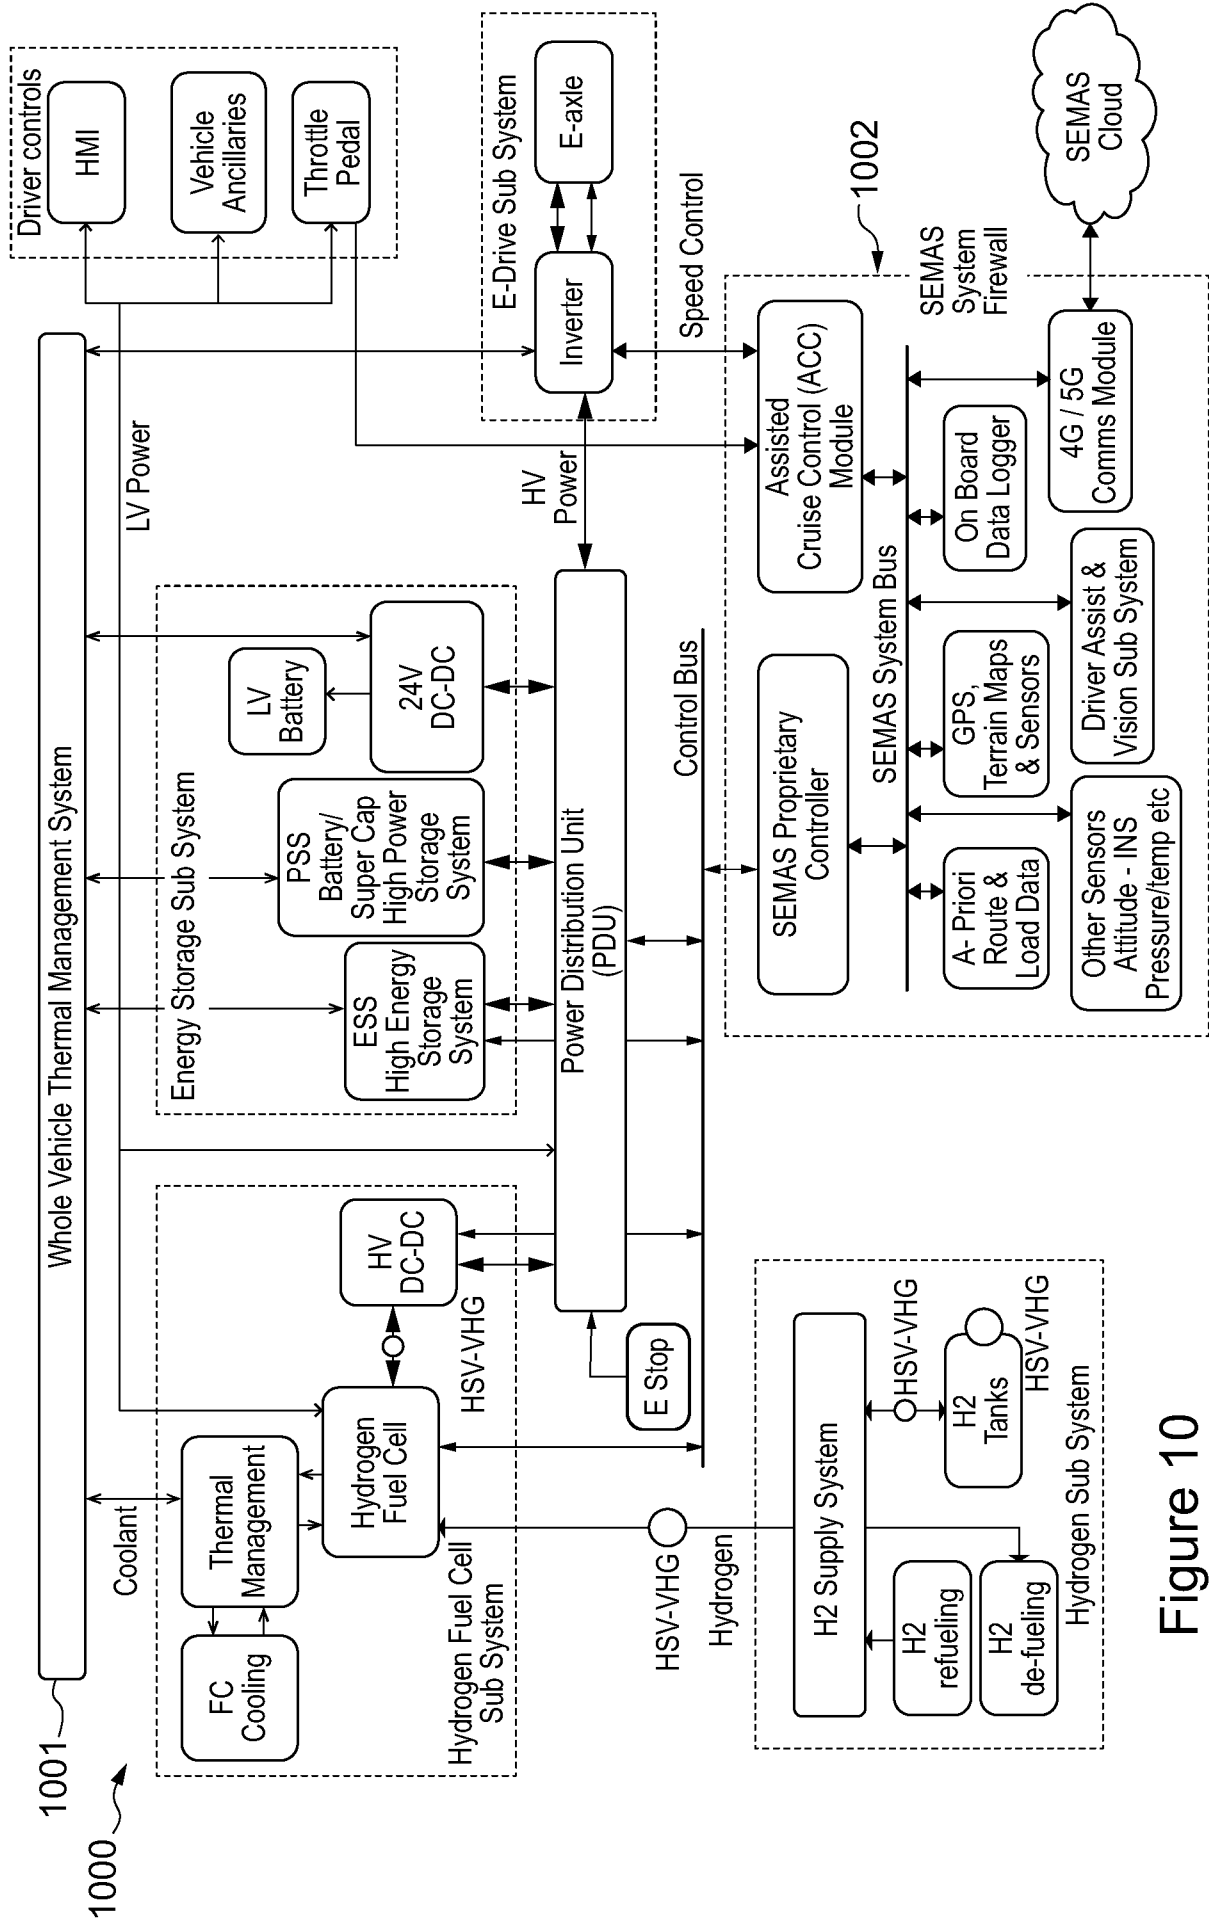 1000
1001
Whole Vehicle Thermal Management System
Coolant
LV Power
Driver controls
HMI
Vehicle
Ancillaries
Throttle
Pedal
FC
Cooling
Thermal
Management
Hydrogen
Fuel Cell
HV
DC-DC
HSV-VHG
Hydrogen Fuel Cell
Sub System
Energy Storage Sub System
ESS
High Energy
Storage
System
PSS
Battery/
Super Cap
High Power
Storage
System
LV
Battery
24V
DC-DC
E-Drive Sub System
Inverter
E-axle
HV
Power
Speed Control
Power Distribution Unit
(PDU)
E Stop
Control Bus
HSV-VHG
Hydrogen
H2 Supply System
H2
refueling
H2
de-fueling
HSV-VHG
H2
Tanks
HSV-VHG
Hydrogen Sub System
SEMAS Proprietary
Controller
Assisted
Cruise Control (ACC)
Module
1002
SEMAS
System
Firewall
SEMAS System Bus
A- Priori
Route &
Load Data
GPS,
Terrain Maps
& Sensors
On Board
Data Logger
4G / 5G
Comms Module
Other Sensors
Attitude - INS
Pressure/temp etc
Driver Assist &
Vision Sub System
SEMAS
Cloud
Figure 10